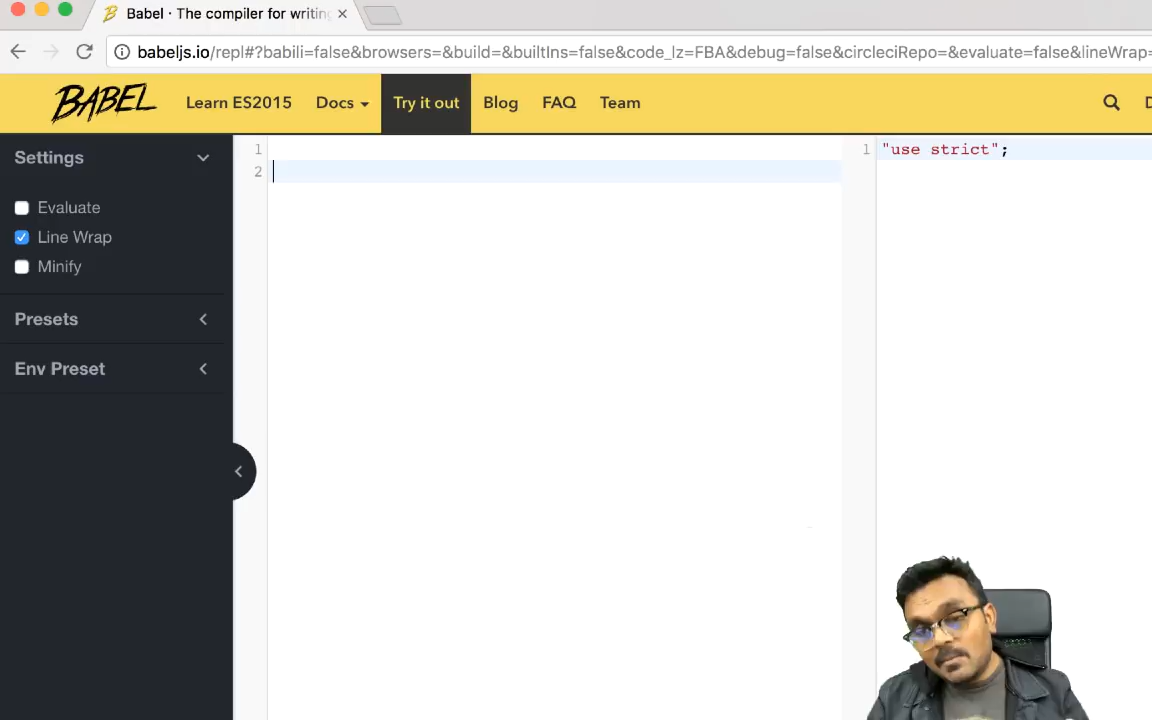 Babel · The compiler for writing
babeljs.io/repl#?babili=false&browsers=&build=&builtIns=false&code_lz=FBA&debug=false&circleciRepo=&evaluate=false&lineWrap=
BABEL
Learn ES2015
Docs
Try it out
Blog
FAQ
Team
D
Settings
Evaluate
Line Wrap
Minify
Presets
Env Preset
1
2
1 "use strict";